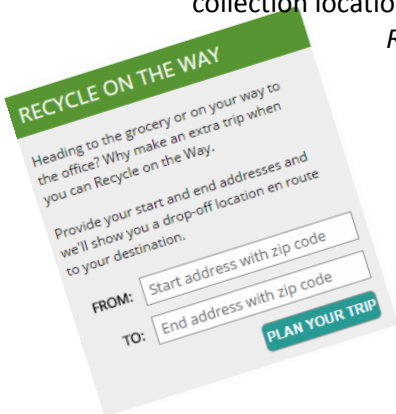 collection locatio
R
RECYCLE ON THE WAY
Heading to the grocery or on your way to
the office? Why make an extra trip when
you can Recycle on the Way.
Provide your start and end addresses and
we'll show you a drop-off location en route
to your destination.
FROM: Start address with zip code
TO: End address with zip code
PLAN YOUR TRIP